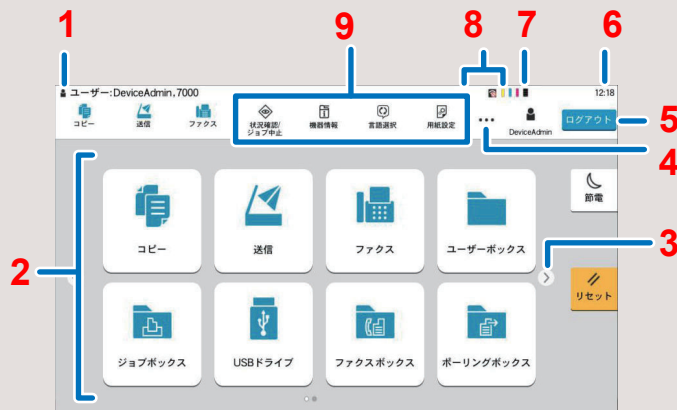 1
9
8
7
6
ユーザー:DeviceAdmin,7000
12:18
コピー
送信
ファクス
状況確認/
ジョブ中止
機器情報
言語選択
用紙設定
•••
DeviceAdmin
ログアウト
5
4
節電
2
コピー
送信
ファクス
ユーザーボックス
3
リセット
ジョブボックス
USBドライブ
ファクスボックス
ポーリングボックス